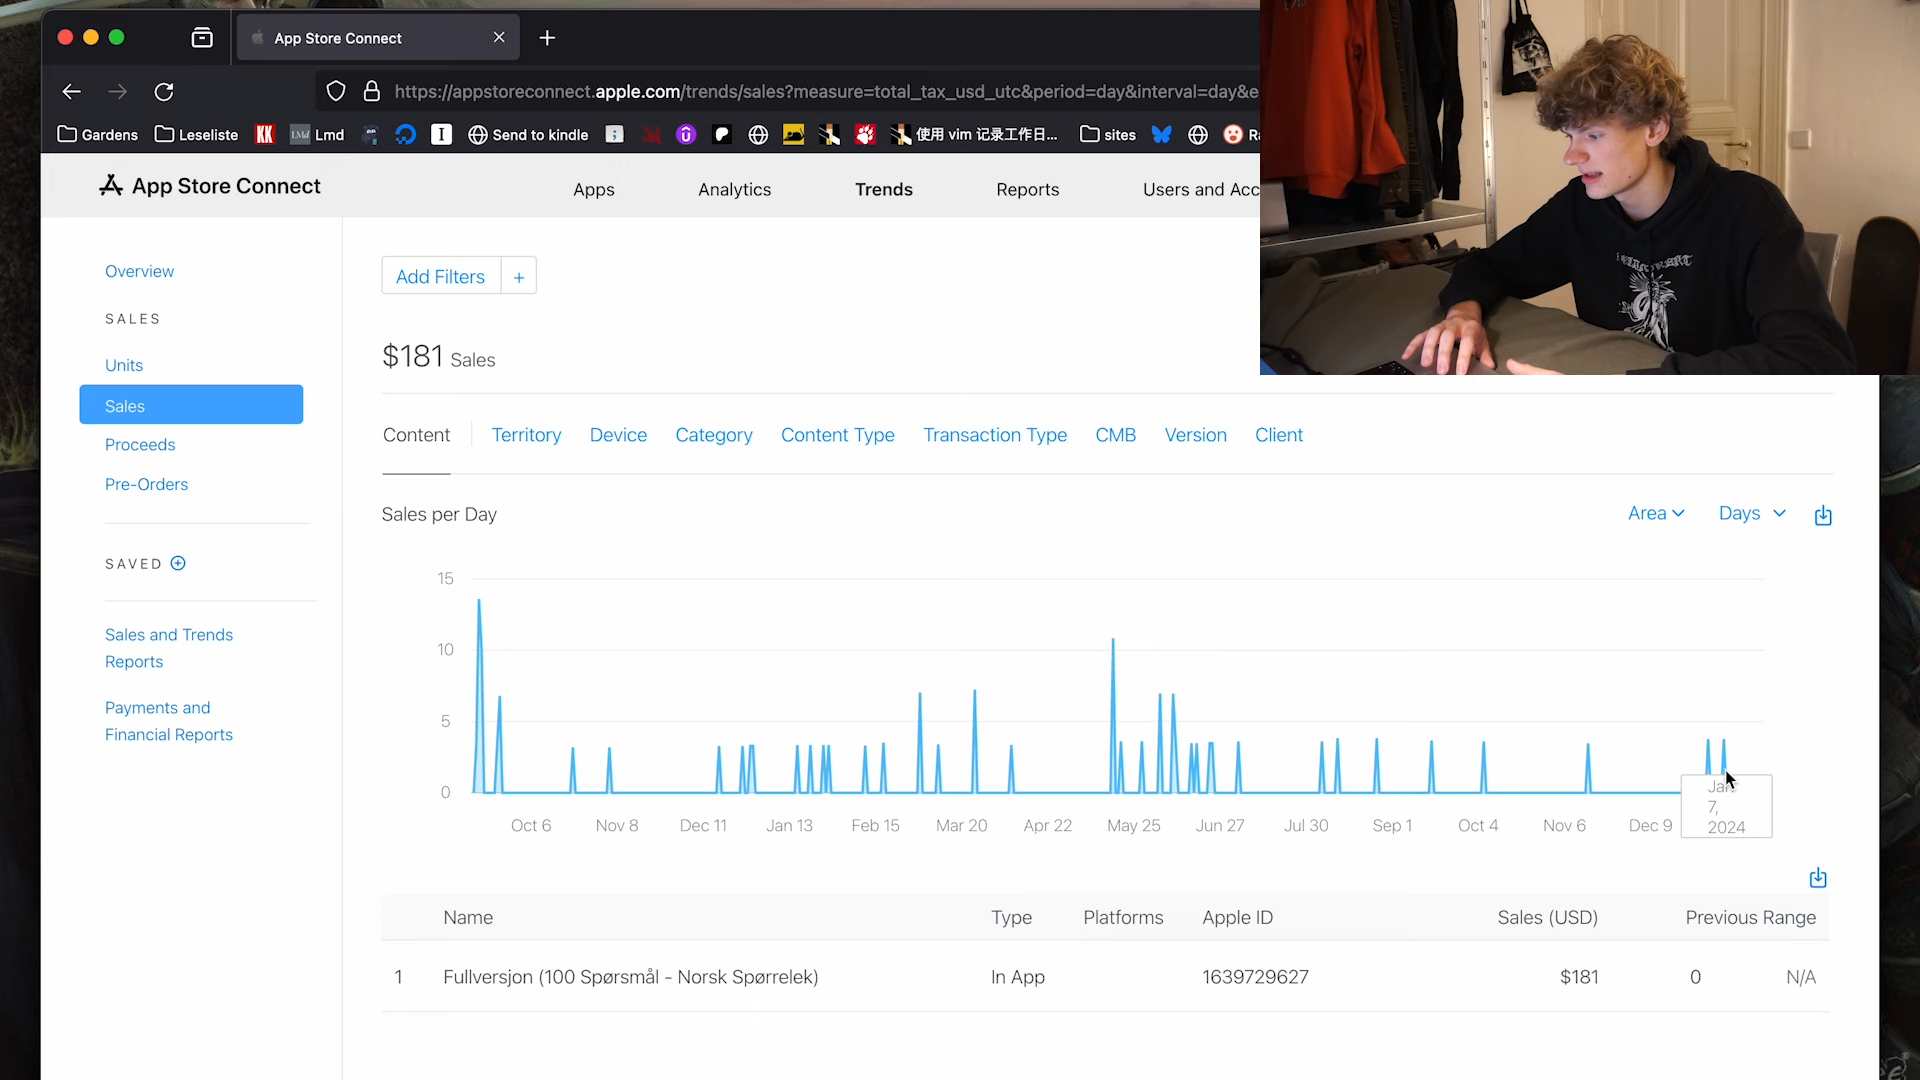 App Store Connect
https://appstoreconnect.apple.com/trends/sales?measure=total_tax_usd_utc&period=day&interval=day&e
Gardens Leseliste KK LMd Lmd I Send to kindle 使用 vim 记录工作日... sites Ra
App Store Connect Apps Analytics Trends Reports Users and Acc
Overview
SALES
Units
Sales
Proceeds
Pre-Orders
SAVED
Sales and Trends
Reports
Payments and
Financial Reports
Add Filters +
$181 Sales
Content Territory Device Category Content Type Transaction Type CMB Version Client
Sales per Day Area Days
15
10
5
0
Oct 6 Nov 8 Dec 11 Jan 13 Feb 15 Mar 20 Apr 22 May 25 Jun 27 Jul 30 Sep 1 Oct 4 Nov 6 Dec 9
Jan
7,
2024
Name Type Platforms Apple ID Sales (USD) Previous Range
1 Fullversjon (100 Spørsmål - Norsk Spørrelek) In App 1639729627 $181 0 N/A